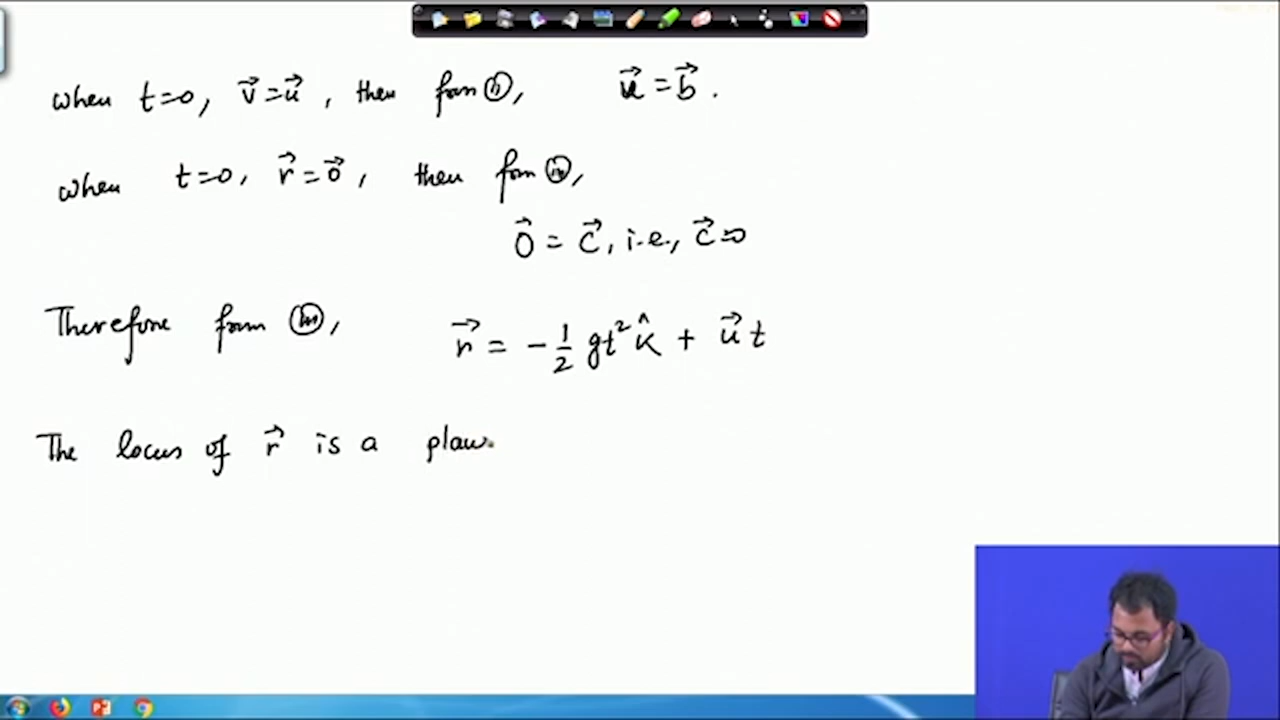 when t=0, v⃗=u⃗, then from (ii), u⃗ = b⃗.
when t=0, r⃗=0⃗, then from (iii),
0⃗ = c⃗, i.e., c⃗=0
Therefore from (iii), r⃗ = -1/2 gt² k̂ + u⃗ t
The locus of r⃗ is a plane